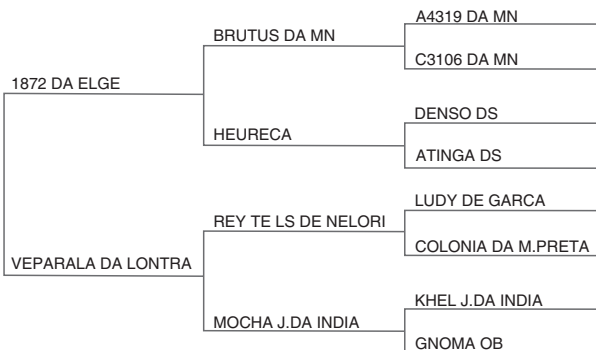 A4319 DA MN
BRUTUS DA MN
C3106 DA MN
1872 DA ELGE
DENSO DS
HEURECA
ATINGA DS
LUDY DE GARCA
REY TE LS DE NELORI
COLONIA DA M.PRETA
VEPARALA DA LONTRA
KHEL J.DA INDIA
MOCHA J.DA INDIA
GNOMA OB